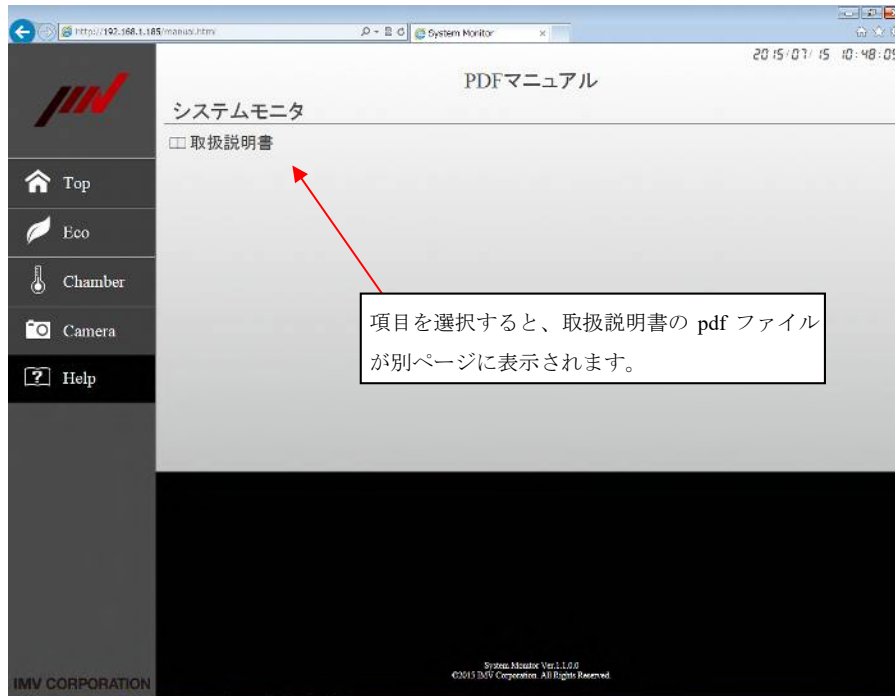 http://192.168.1.185/manual.html
System Monitor
2015/07/15 10:48:09
PDFマニュアル
システムモニタ
取扱説明書
Top
Eco
Chamber
Camera
Help
項目を選択すると、取扱説明書の pdf ファイル
が別ページに表示されます。
System Monitor Ver.1.1.0.0
©2015 IMV Corporation. All Rights Reserved.
IMV CORPORATION